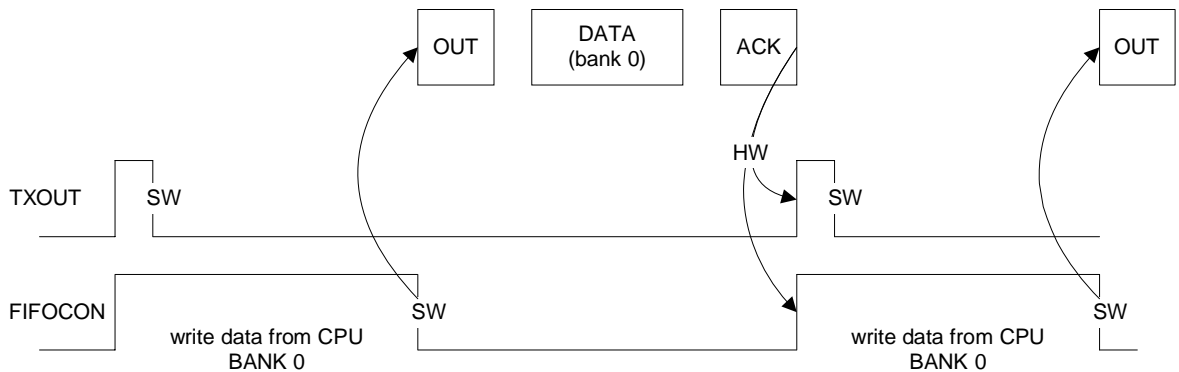 OUT
DATA
(bank 0)
ACK
OUT
HW
TXOUT
SW
SW
FIFOCON
SW
SW
write data from CPU
BANK 0
write data from CPU
BANK 0